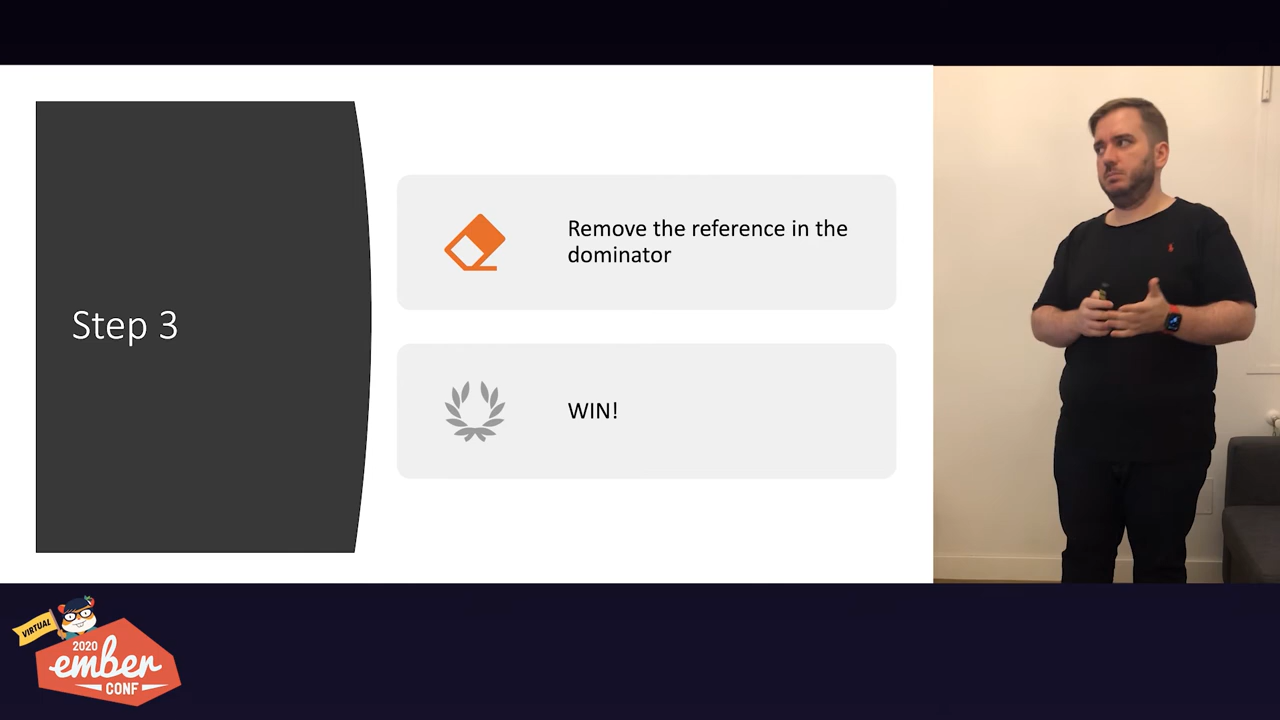 Step 3
Remove the reference in the
dominator
WIN!
VIRTUAL
2020
ember
CONF